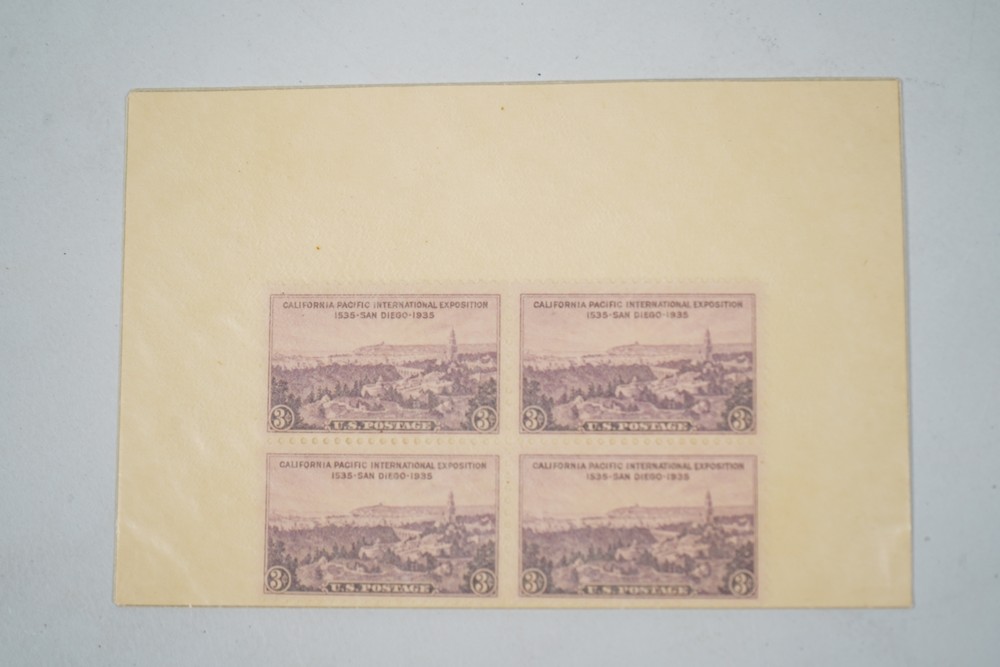 CALIFORNIA PACIFIC INTERNATIONAL EXPOSITION
1535-SAN DIEGO-1935
3¢ U.S. POSTAGE 3¢
CALIFORNIA PACIFIC INTERNATIONAL EXPOSITION
1535-SAN DIEGO-1935
3¢ U.S. POSTAGE 3¢
CALIFORNIA PACIFIC INTERNATIONAL EXPOSITION
1535-SAN DIEGO-1935
3¢ U.S. POSTAGE 3¢
CALIFORNIA PACIFIC INTERNATIONAL EXPOSITION
1535-SAN DIEGO-1935
3¢ U.S. POSTAGE 3¢